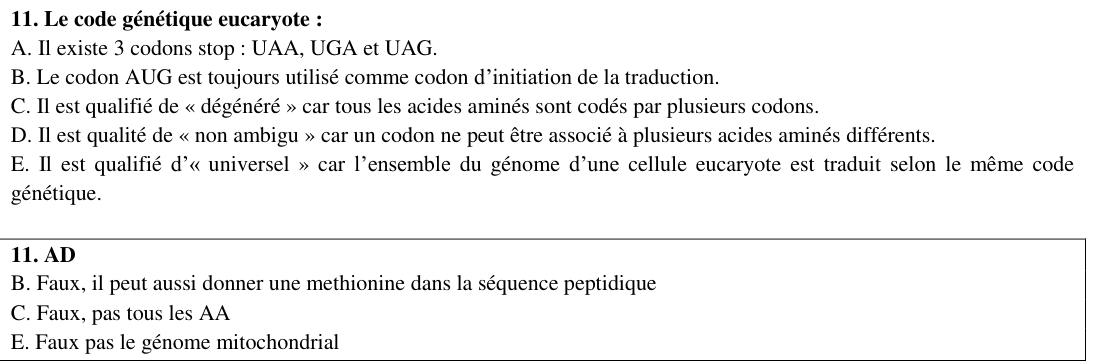 11. Le code génétique eucaryote :
A. Il existe 3 codons stop : UAA, UGA et UAG.
B. Le codon AUG est toujours utilisé comme codon d’initiation de la traduction.
C. Il est qualifié de « dégénéré » car tous les acides aminés sont codés par plusieurs codons.
D. Il est qualité de « non ambigu » car un codon ne peut être associé à plusieurs acides aminés différents.
E. Il est qualifié d’« universel » car l’ensemble du génome d’une cellule eucaryote est traduit selon le même code
génétique.
11. AD
B. Faux, il peut aussi donner une methionine dans la séquence peptidique
C. Faux, pas tous les AA
E. Faux pas le génome mitochondrial